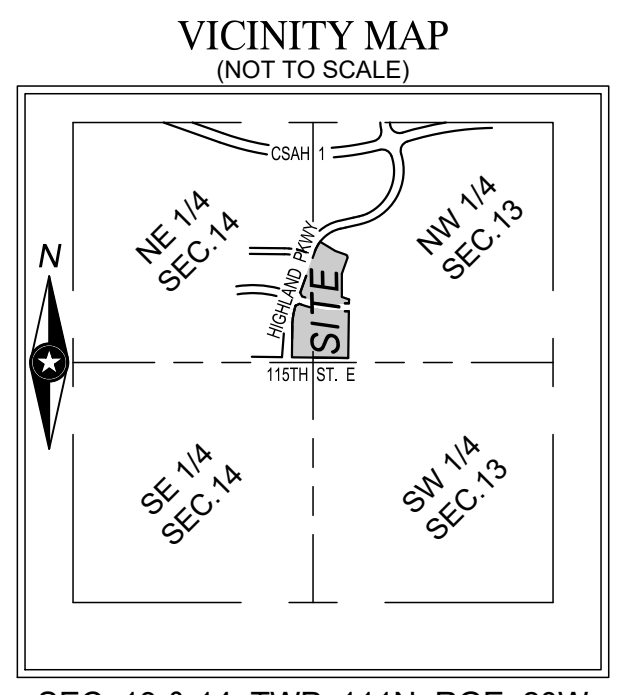 VICINITY MAP
(NOT TO SCALE)
CSAH 1
NE 1/4
SEC.14
NW 1/4
SEC.13
N
HIGHLAND PKWY
SITE
115TH ST. E
SE 1/4
SEC.14
SW 1/4
SEC.13